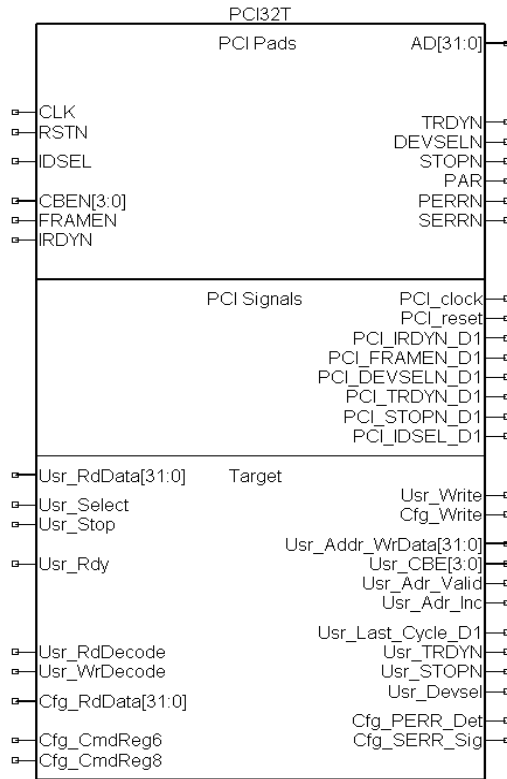 PCI32T
PCI Pads AD[31:0]
CLK
RSTN TRDYN
DEVSELN
IDSEL STOPN
PAR
CBEN[3:0] PERRN
FRAMEN SERRN
IRDYN
PCI Signals PCI_clock
PCI_reset
PCI_IRDYN_D1
PCI_FRAMEN_D1
PCI_DEVSELN_D1
PCI_TRDYN_D1
PCI_STOPN_D1
PCI_IDSEL_D1
Usr_RdData[31:0] Target
Usr_Write
Usr_Select
Cfg_Write
Usr_Stop
Usr_Addr_WrData[31:0]
Usr_Rdy Usr_CBE[3:0]
Usr_Adr_Valid
Usr_Adr_Inc
Usr_Last_Cycle_D1
Usr_RdDecode Usr_TRDYN
Usr_WrDecode Usr_STOPN
Usr_Devsel
Cfg_RdData[31:0]
Cfg_PERR_Det
Cfg_CmdReg6 Cfg_SERR_Sig
Cfg_CmdReg8